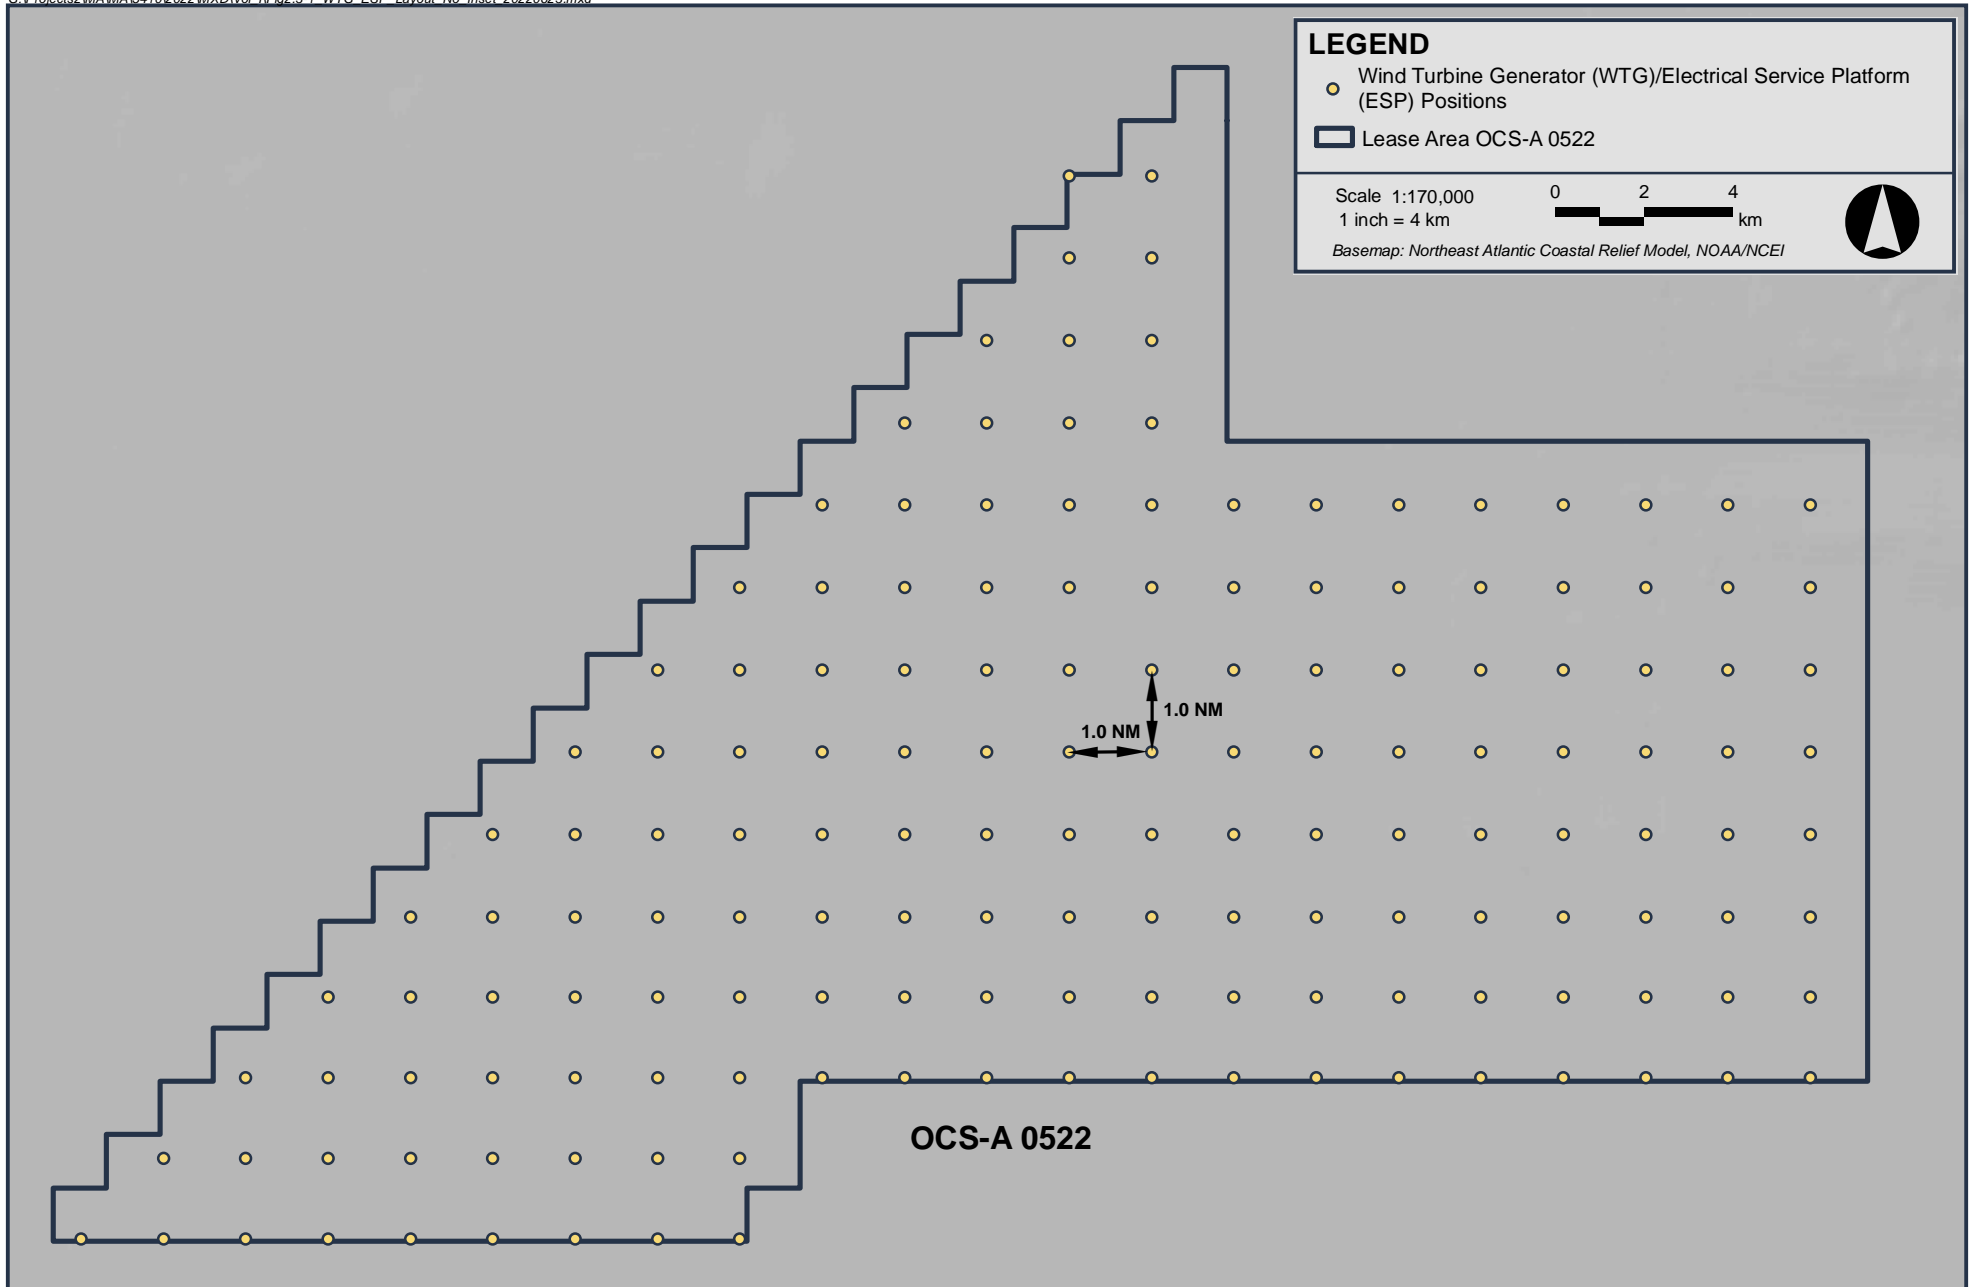 LEGEND
Wind Turbine Generator (WTG)/Electrical Service Platform
(ESP) Positions
Lease Area OCS-A 0522
Scale 1:170,000
1 inch = 4 km
0 2 4
km
Basemap: Northeast Atlantic Coastal Relief Model, NOAA/NCEI
1.0 NM
1.0 NM
OCS-A 0522